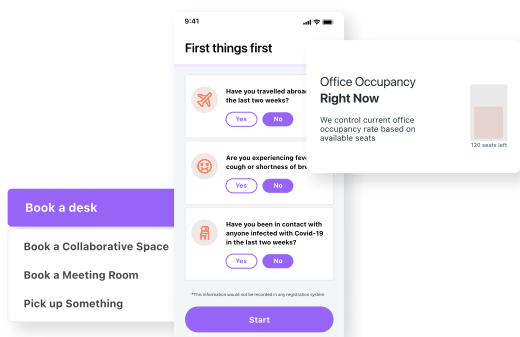 9:41
First things first
Have you travelled abroad
the last two weeks?
Yes
No
Are you experiencing fever
cough or shortness of
Yes
No
Have you been in contact with
anyone infected with Covid-19
in the last two weeks?
Yes
No
*This information would not be recorded in any registration system
Start
Office Occupancy
Right Now
We control current office
occupancy rate based on
available seats
120 seats left
Book a desk
Book a Collaborative Space
Book a Meeting Room
Pick up Something